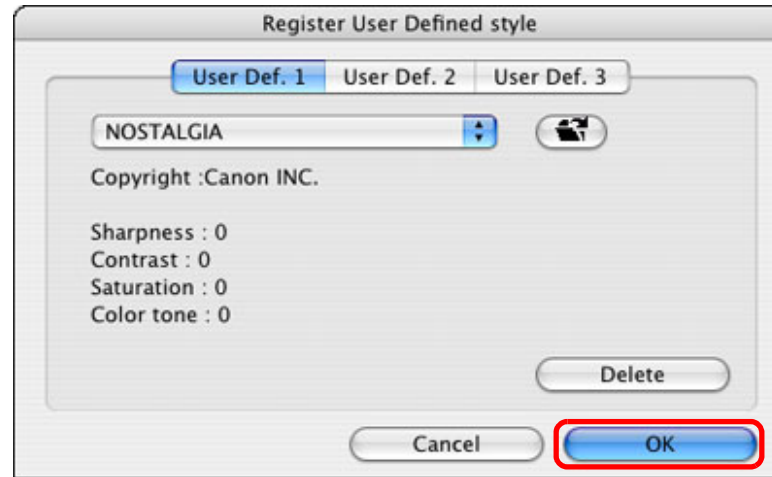 Register User Defined style
User Def. 1 User Def. 2 User Def. 3
NOSTALGIA
Copyright :Canon INC.
Sharpness : 0
Contrast : 0
Saturation : 0
Color tone : 0
Delete
Cancel OK